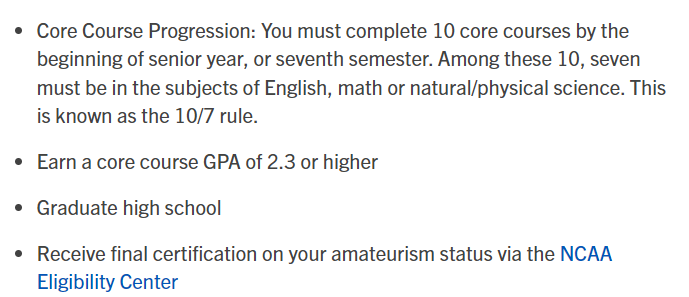 • Core Course Progression: You must complete 10 core courses by the
beginning of senior year, or seventh semester. Among these 10, seven
must be in the subjects of English, math or natural/physical science. This
is known as the 10/7 rule.
• Earn a core course GPA of 2.3 or higher
• Graduate high school
• Receive final certification on your amateurism status via the NCAA
Eligibility Center